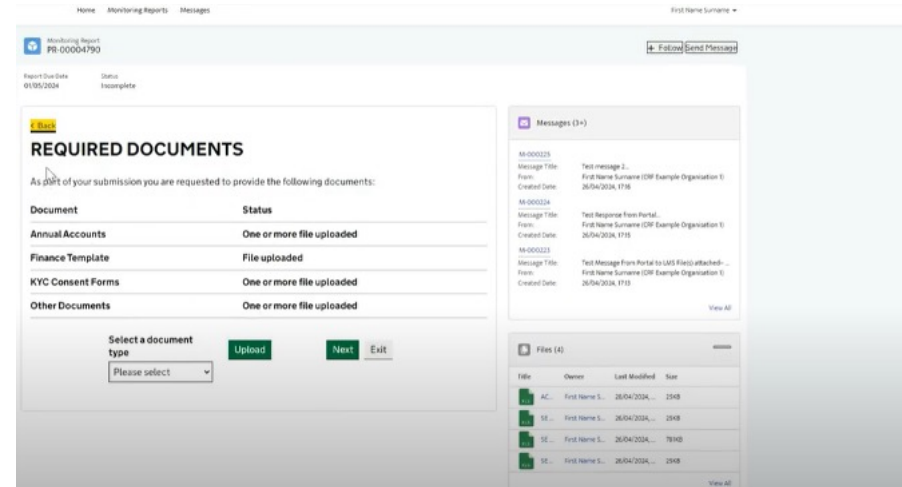 Home Monitoring Reports Messages First Name Surname
Monitoring Report
PR-00004790
+ Follow Send Message
Report Due Date Status
01/05/2024 Incomplete
< Back
REQUIRED DOCUMENTS
As part of your submission you are requested to provide the following documents:
Document Status
Annual Accounts One or more file uploaded
Finance Template File uploaded
KYC Consent Forms One or more file uploaded
Other Documents One or more file uploaded
Select a document
type
Please select
Upload Next Exit
Messages (3+)
M-000225
Message Title: Test message 2...
From: First Name Surname (CRF Example Organisation 1)
Created Date: 26/04/2024, 17:16
M-000224
Message Title: Test Response From Portal...
From: First Name Surname (CRF Example Organisation 1)
Created Date: 26/04/2024, 17:15
M-000223
Message Title: Test Message From Portal to LMS File(s) attached-...
From: First Name Surname (CRF Example Organisation 1)
Created Date: 26/04/2024, 17:13
View All
Files (4)
Title Owner Last Modified Size
AC... First Name S... 26/04/2024, ... 25KB
SE... First Name S... 26/04/2024, ... 25KB
SE... First Name S... 26/04/2024, ... 25KB
View All